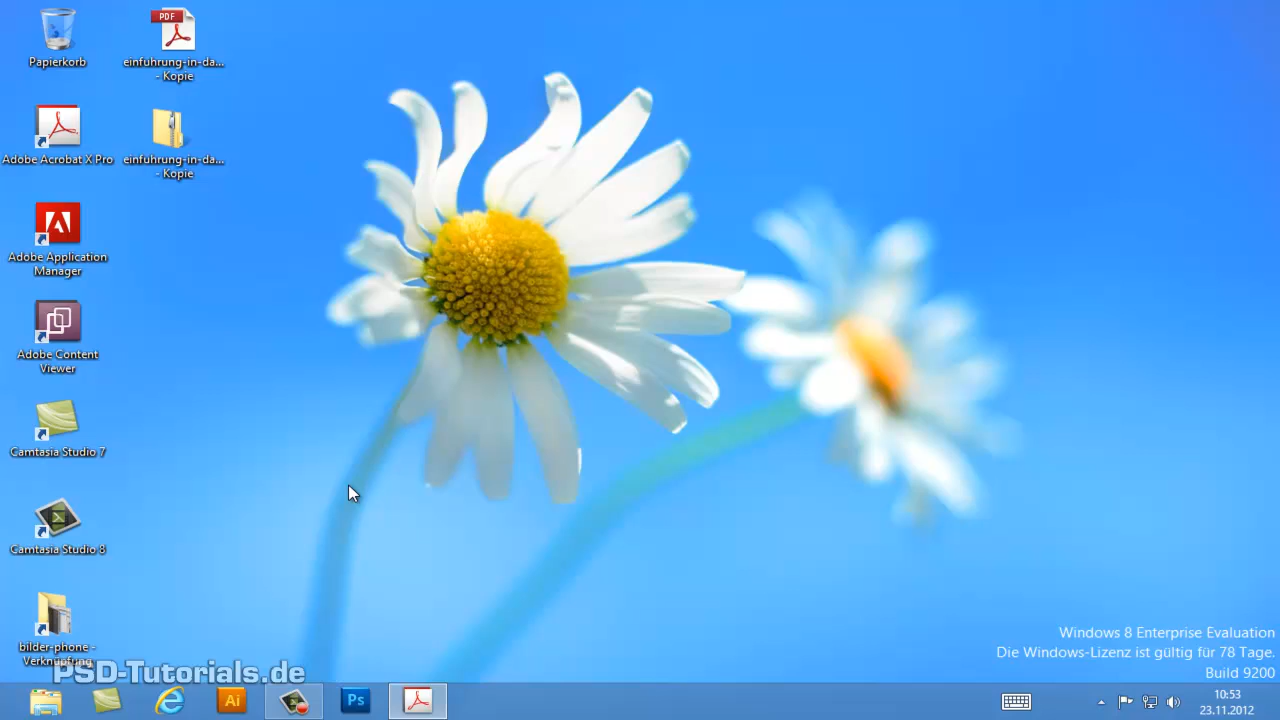 Papierkorb
PDF
einführung-in-da...
- Kopie
Adobe Acrobat X Pro
einführung-in-da...
- Kopie
Adobe Application
Manager
Adobe Content
Viewer
Camtasia Studio 7
Camtasia Studio 8
bilder-phone -
Verknüpfung
PSD-Tutorials.de
Windows 8 Enterprise Evaluation
Die Windows-Lizenz ist gültig für 78 Tage.
Build 9200
Ai
Ps
10:53
23.11.2012